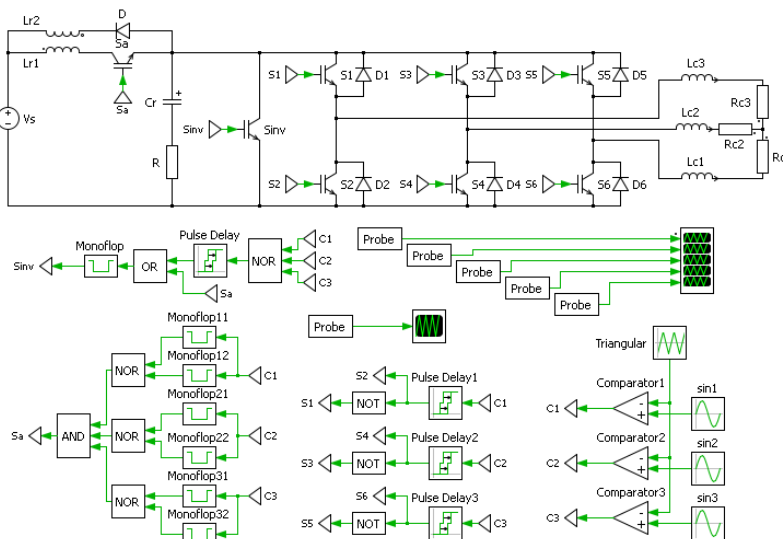 Lr2
D
Sa
Lr1
Sa
Vs
+
-
Cr
+
R
Sinv
Sinv
S1
S1
D1
S3
S3
D3
S5
S5
D5
S2
S2
D2
S4
S4
D4
S6
S6
D6
Lc3
Rc3
Lc2
Rc2
Lc1
Rc
Sinv
Monoflop
OR
Pulse Delay
NOR
C1
C2
C3
Sa
Probe
Probe
Probe
Probe
Probe
Probe
Sa
AND
NOR
Monoflop11
Monoflop12
C1
NOR
Monoflop21
Monoflop22
C2
NOR
Monoflop31
Monoflop32
C3
S2
S1
NOT
Pulse Delay1
C1
S4
S3
NOT
Pulse Delay2
C2
S6
S5
NOT
Pulse Delay3
C3
Triangular
Comparator1
sin1
C1
-
+
Comparator2
sin2
C2
-
+
Comparator3
sin3
C3
-
+